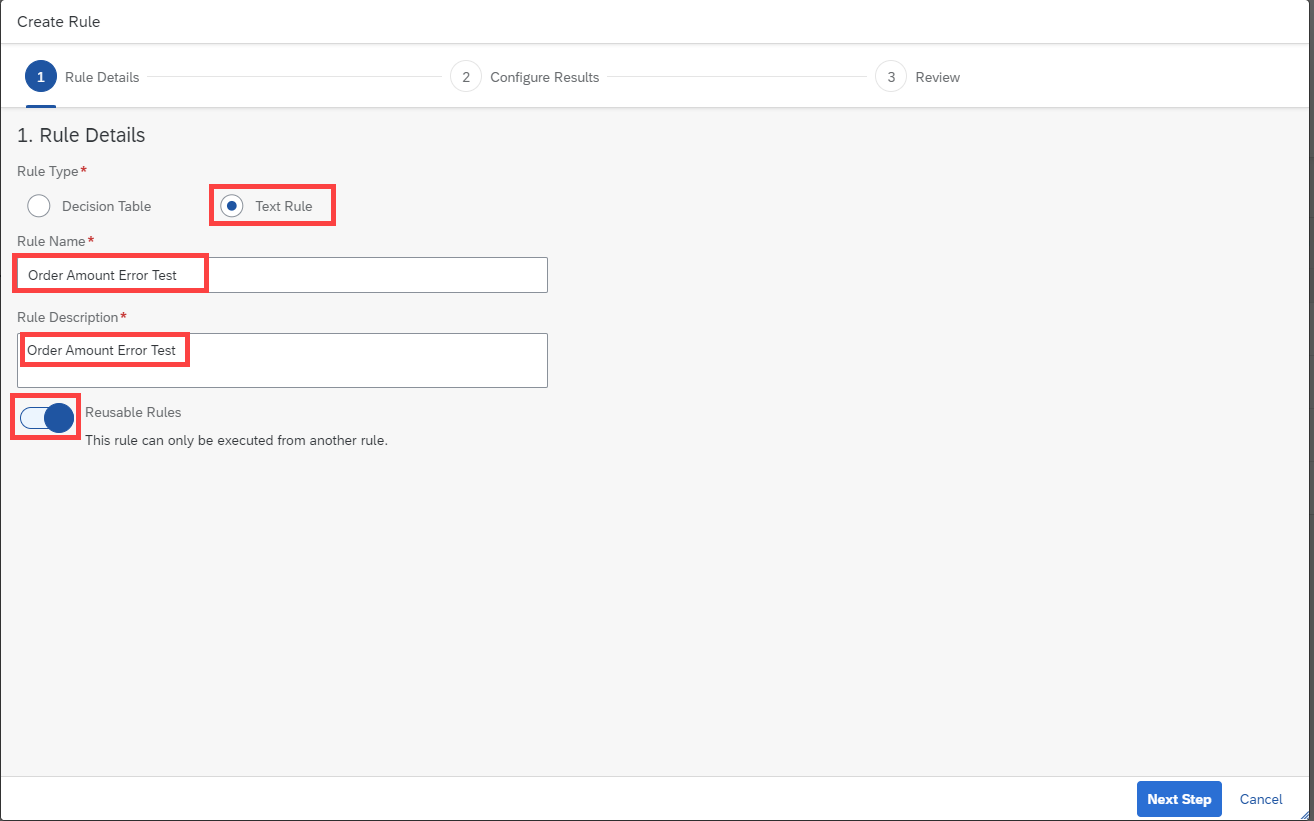 Create Rule
1 Rule Details 2 Configure Results 3 Review
1. Rule Details
Rule Type*
Decision Table Text Rule
Rule Name*
Order Amount Error Test
Rule Description*
Order Amount Error Test
Reusable Rules
This rule can only be executed from another rule.
Next Step Cancel